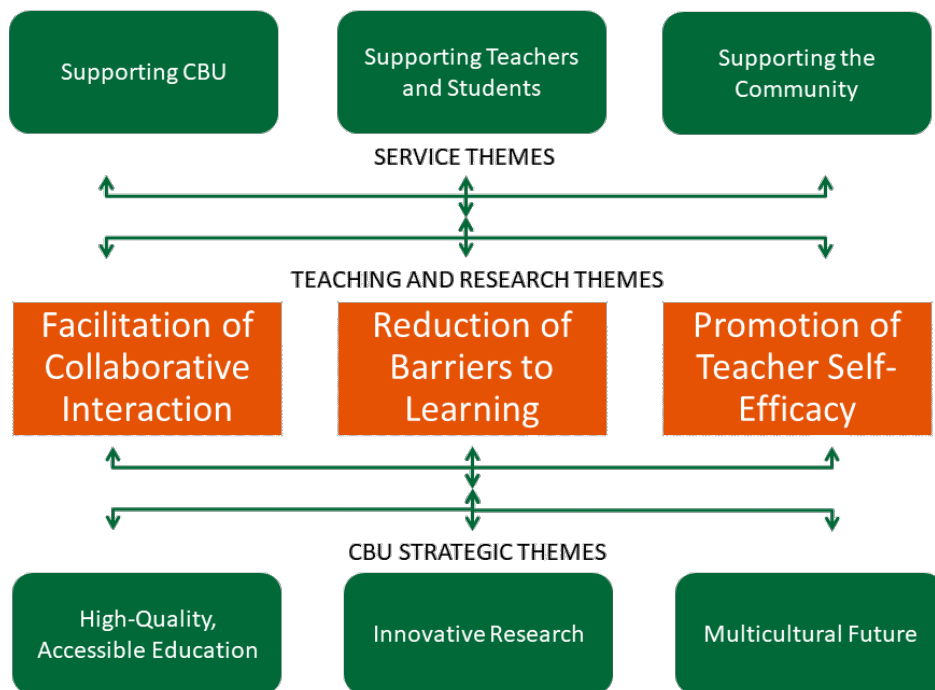 Supporting CBU
Supporting Teachers
and Students
Supporting the
Community
SERVICE THEMES
TEACHING AND RESEARCH THEMES
Facilitation of
Collaborative
Interaction
Reduction of
Barriers to
Learning
Promotion of
Teacher Self-
Efficacy
CBU STRATEGIC THEMES
High-Quality,
Accessible Education
Innovative Research
Multicultural Future